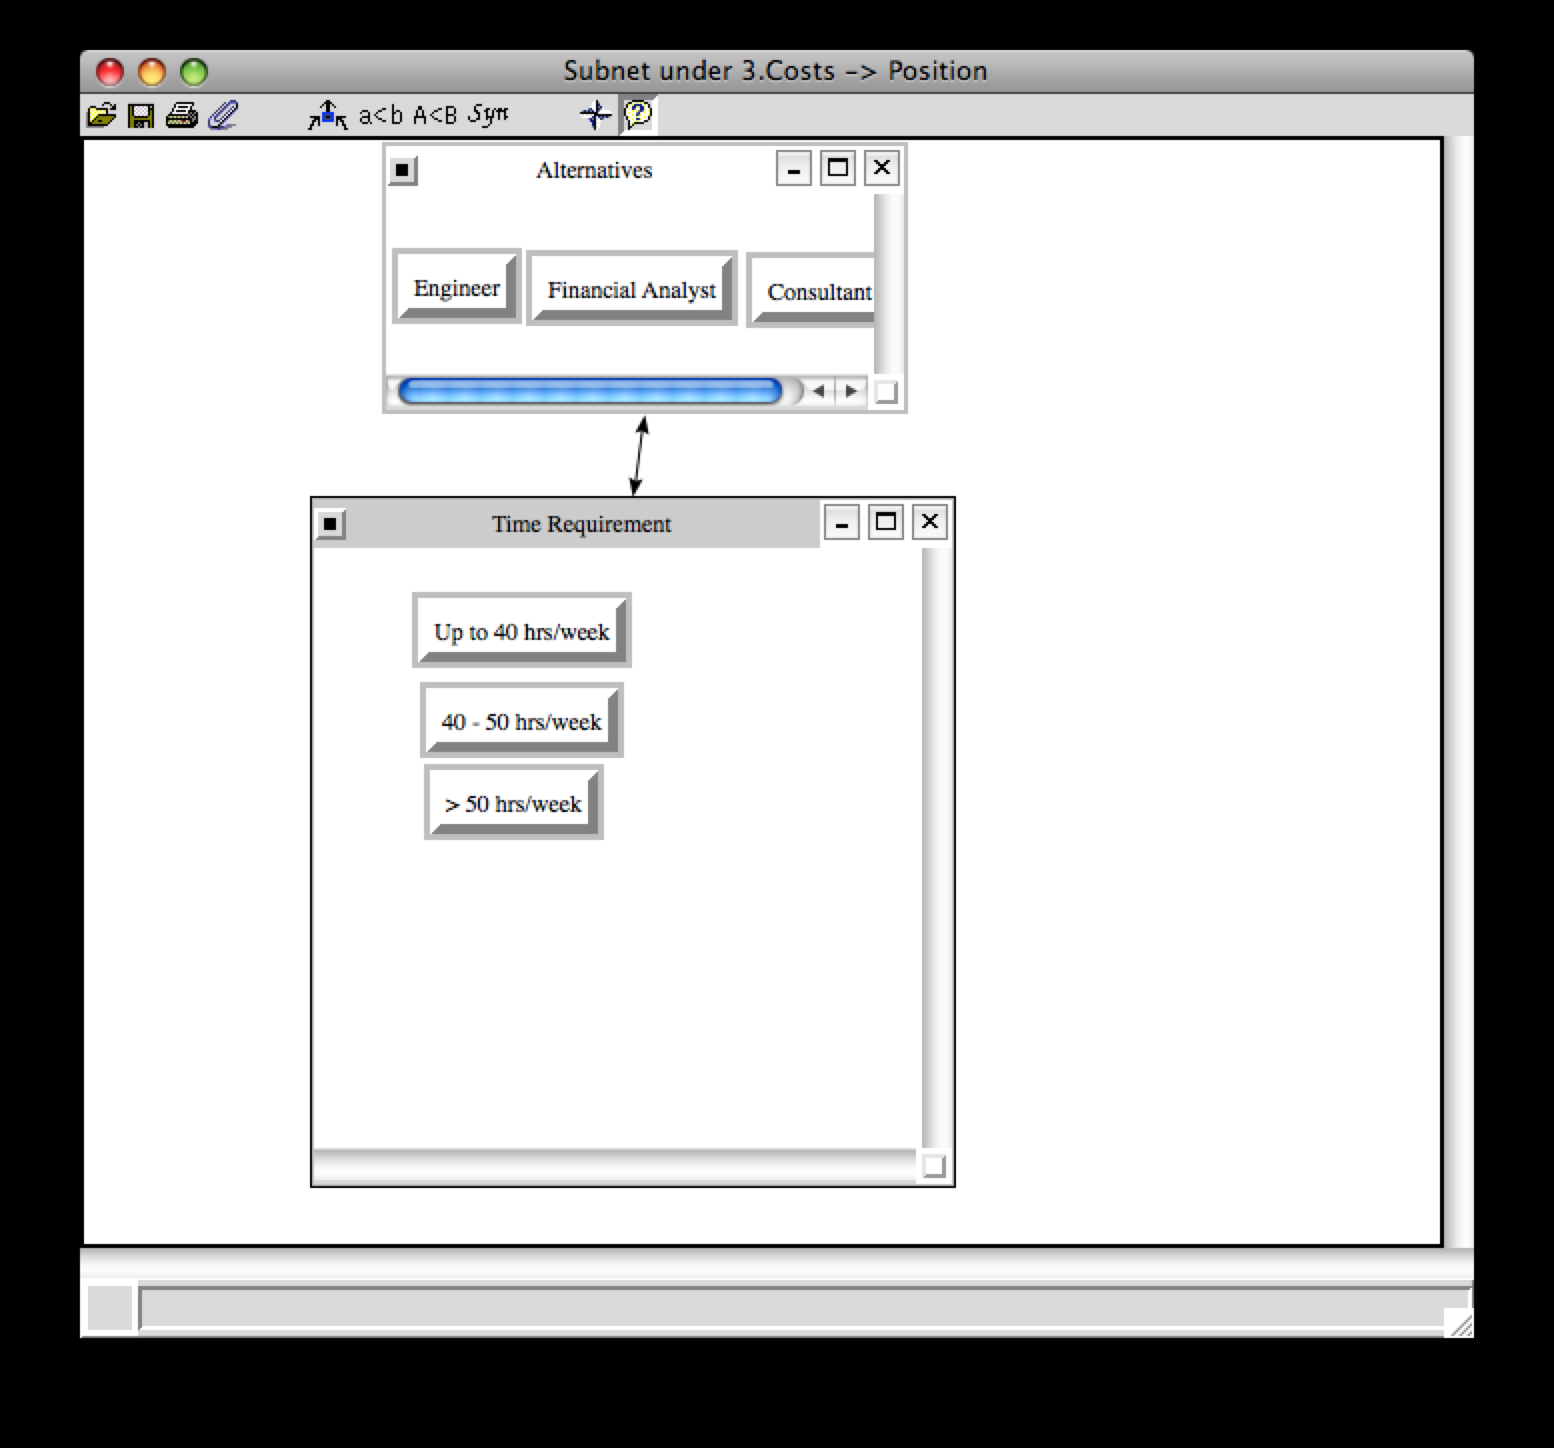 Subnet under 3.Costs -> Position
a<b A<B Syn
Alternatives
Engineer
Financial Analyst
Consultant
Time Requirement
Up to 40 hrs/week
40 - 50 hrs/week
> 50 hrs/week